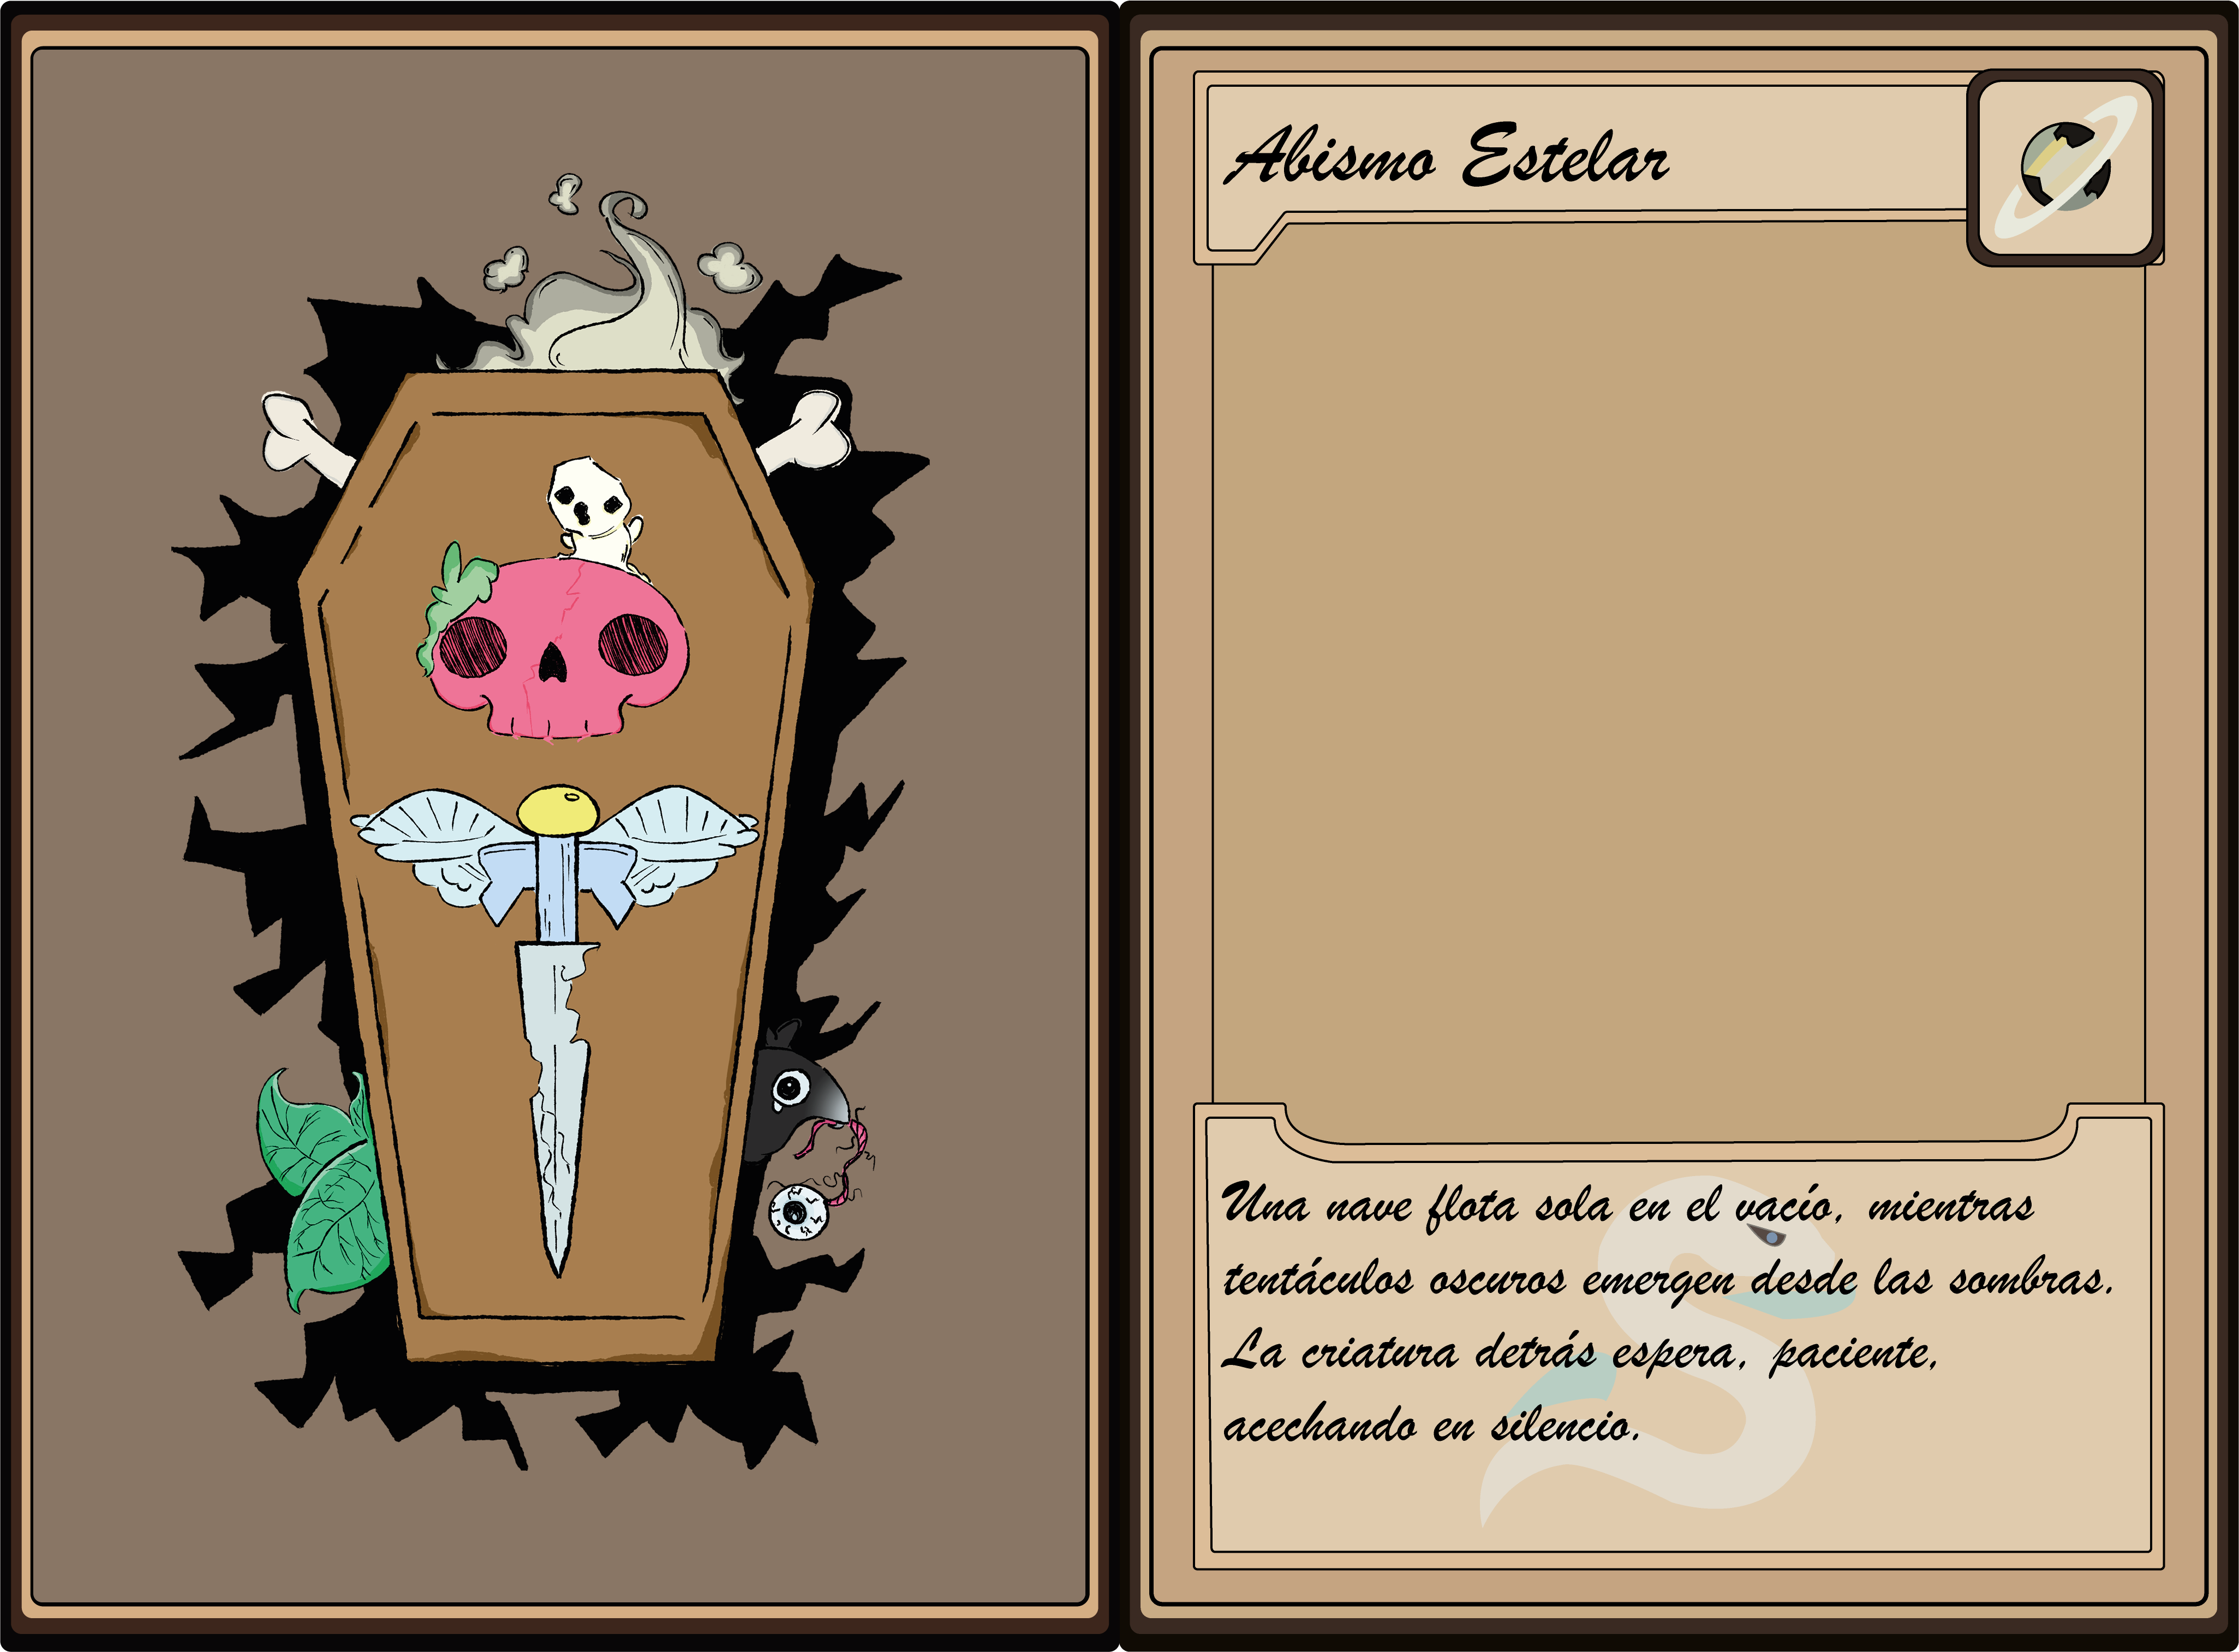 Abismo Estelar
Una nave flota sola en el vacío, mientras
tentáculos oscuros emergen desde las sombras.
La criatura detrás espera, paciente,
acechando en silencio.